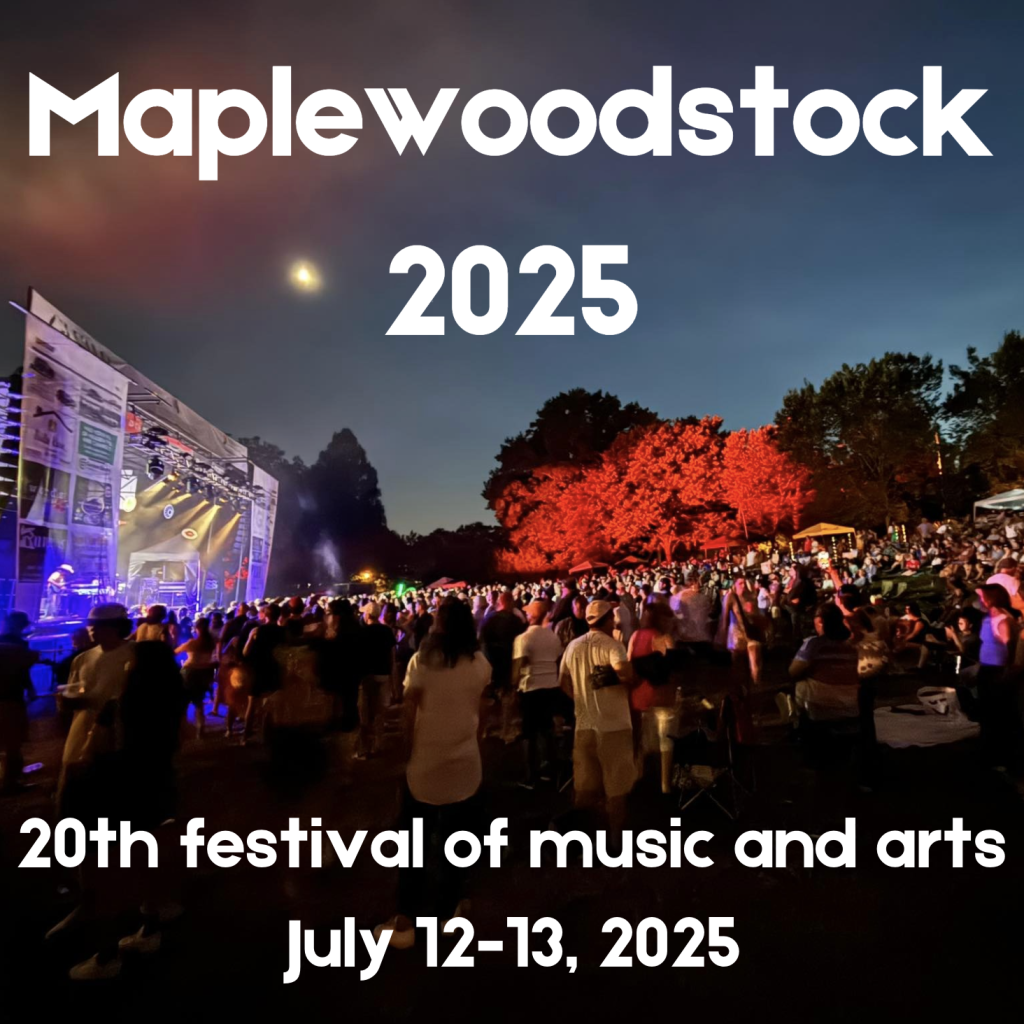 Maplewoodstock
2025
20th festival of music and arts
July 12-13, 2025